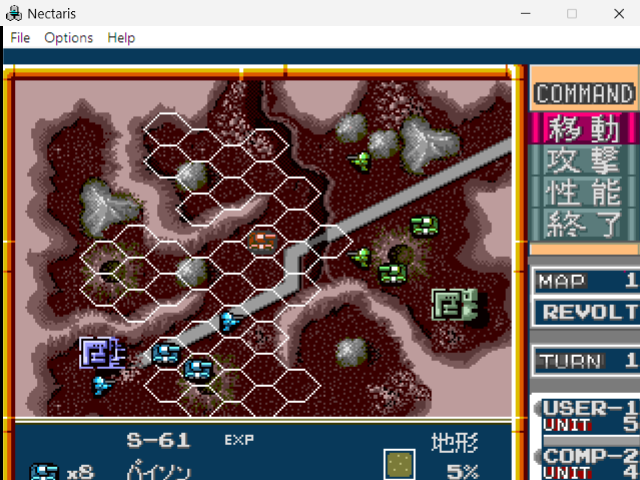 Nectaris
File Options Help
COMMAND
移動
攻撃
性能
終了
MAP 1
REVOLT
TURN 1
USER-1
UNIT 5
COMP-2
UNIT 4
S-61 EXP 地形
x8 バイソン 5%